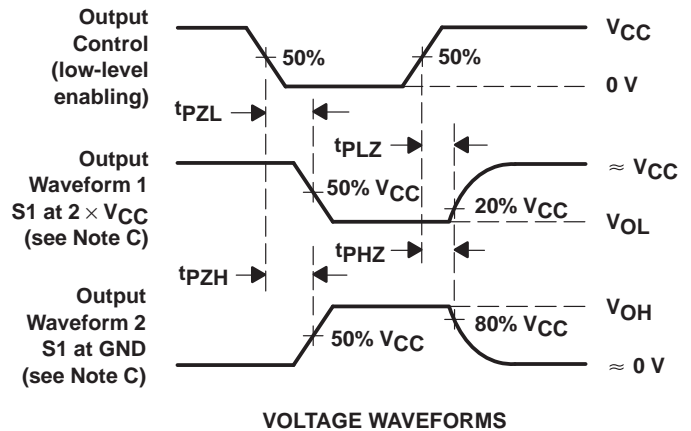 Output
Control
(low-level
enabling)
50%
50%
VCC
0 V
tPZL
tPLZ
Output
Waveform 1
S1 at 2 × VCC
(see Note C)
50% VCC
20% VCC
≈ VCC
VOL
tPZH
tPHZ
Output
Waveform 2
S1 at GND
(see Note C)
50% VCC
80% VCC
VOH
≈ 0 V
VOLTAGE WAVEFORMS